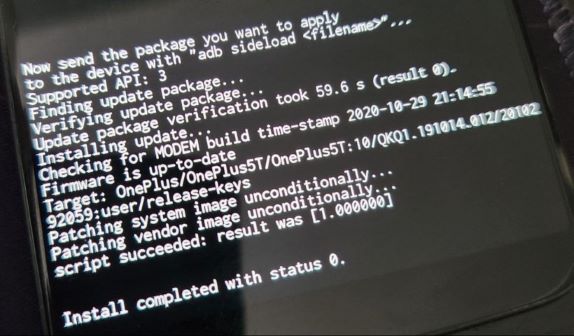 Now send the package you want to apply
to the device with "adb sideload <filename>"...
Supported API: 3
Finding update package...
Verifying update package...
Update package verification took 59.6 s (result 0).
Installing update...
Checking for MODEM build time-stamp 2020-10-29 21:14:55
Firmware is up-to-date
Target: OnePlus/OnePlus5T/OnePlus5T:10/QKQ1.191014.012/20102
92059:user/release-keys
Patching system image unconditionally...
Patching vendor image unconditionally...
script succeeded: result was [1.000000]
Install completed with status 0.